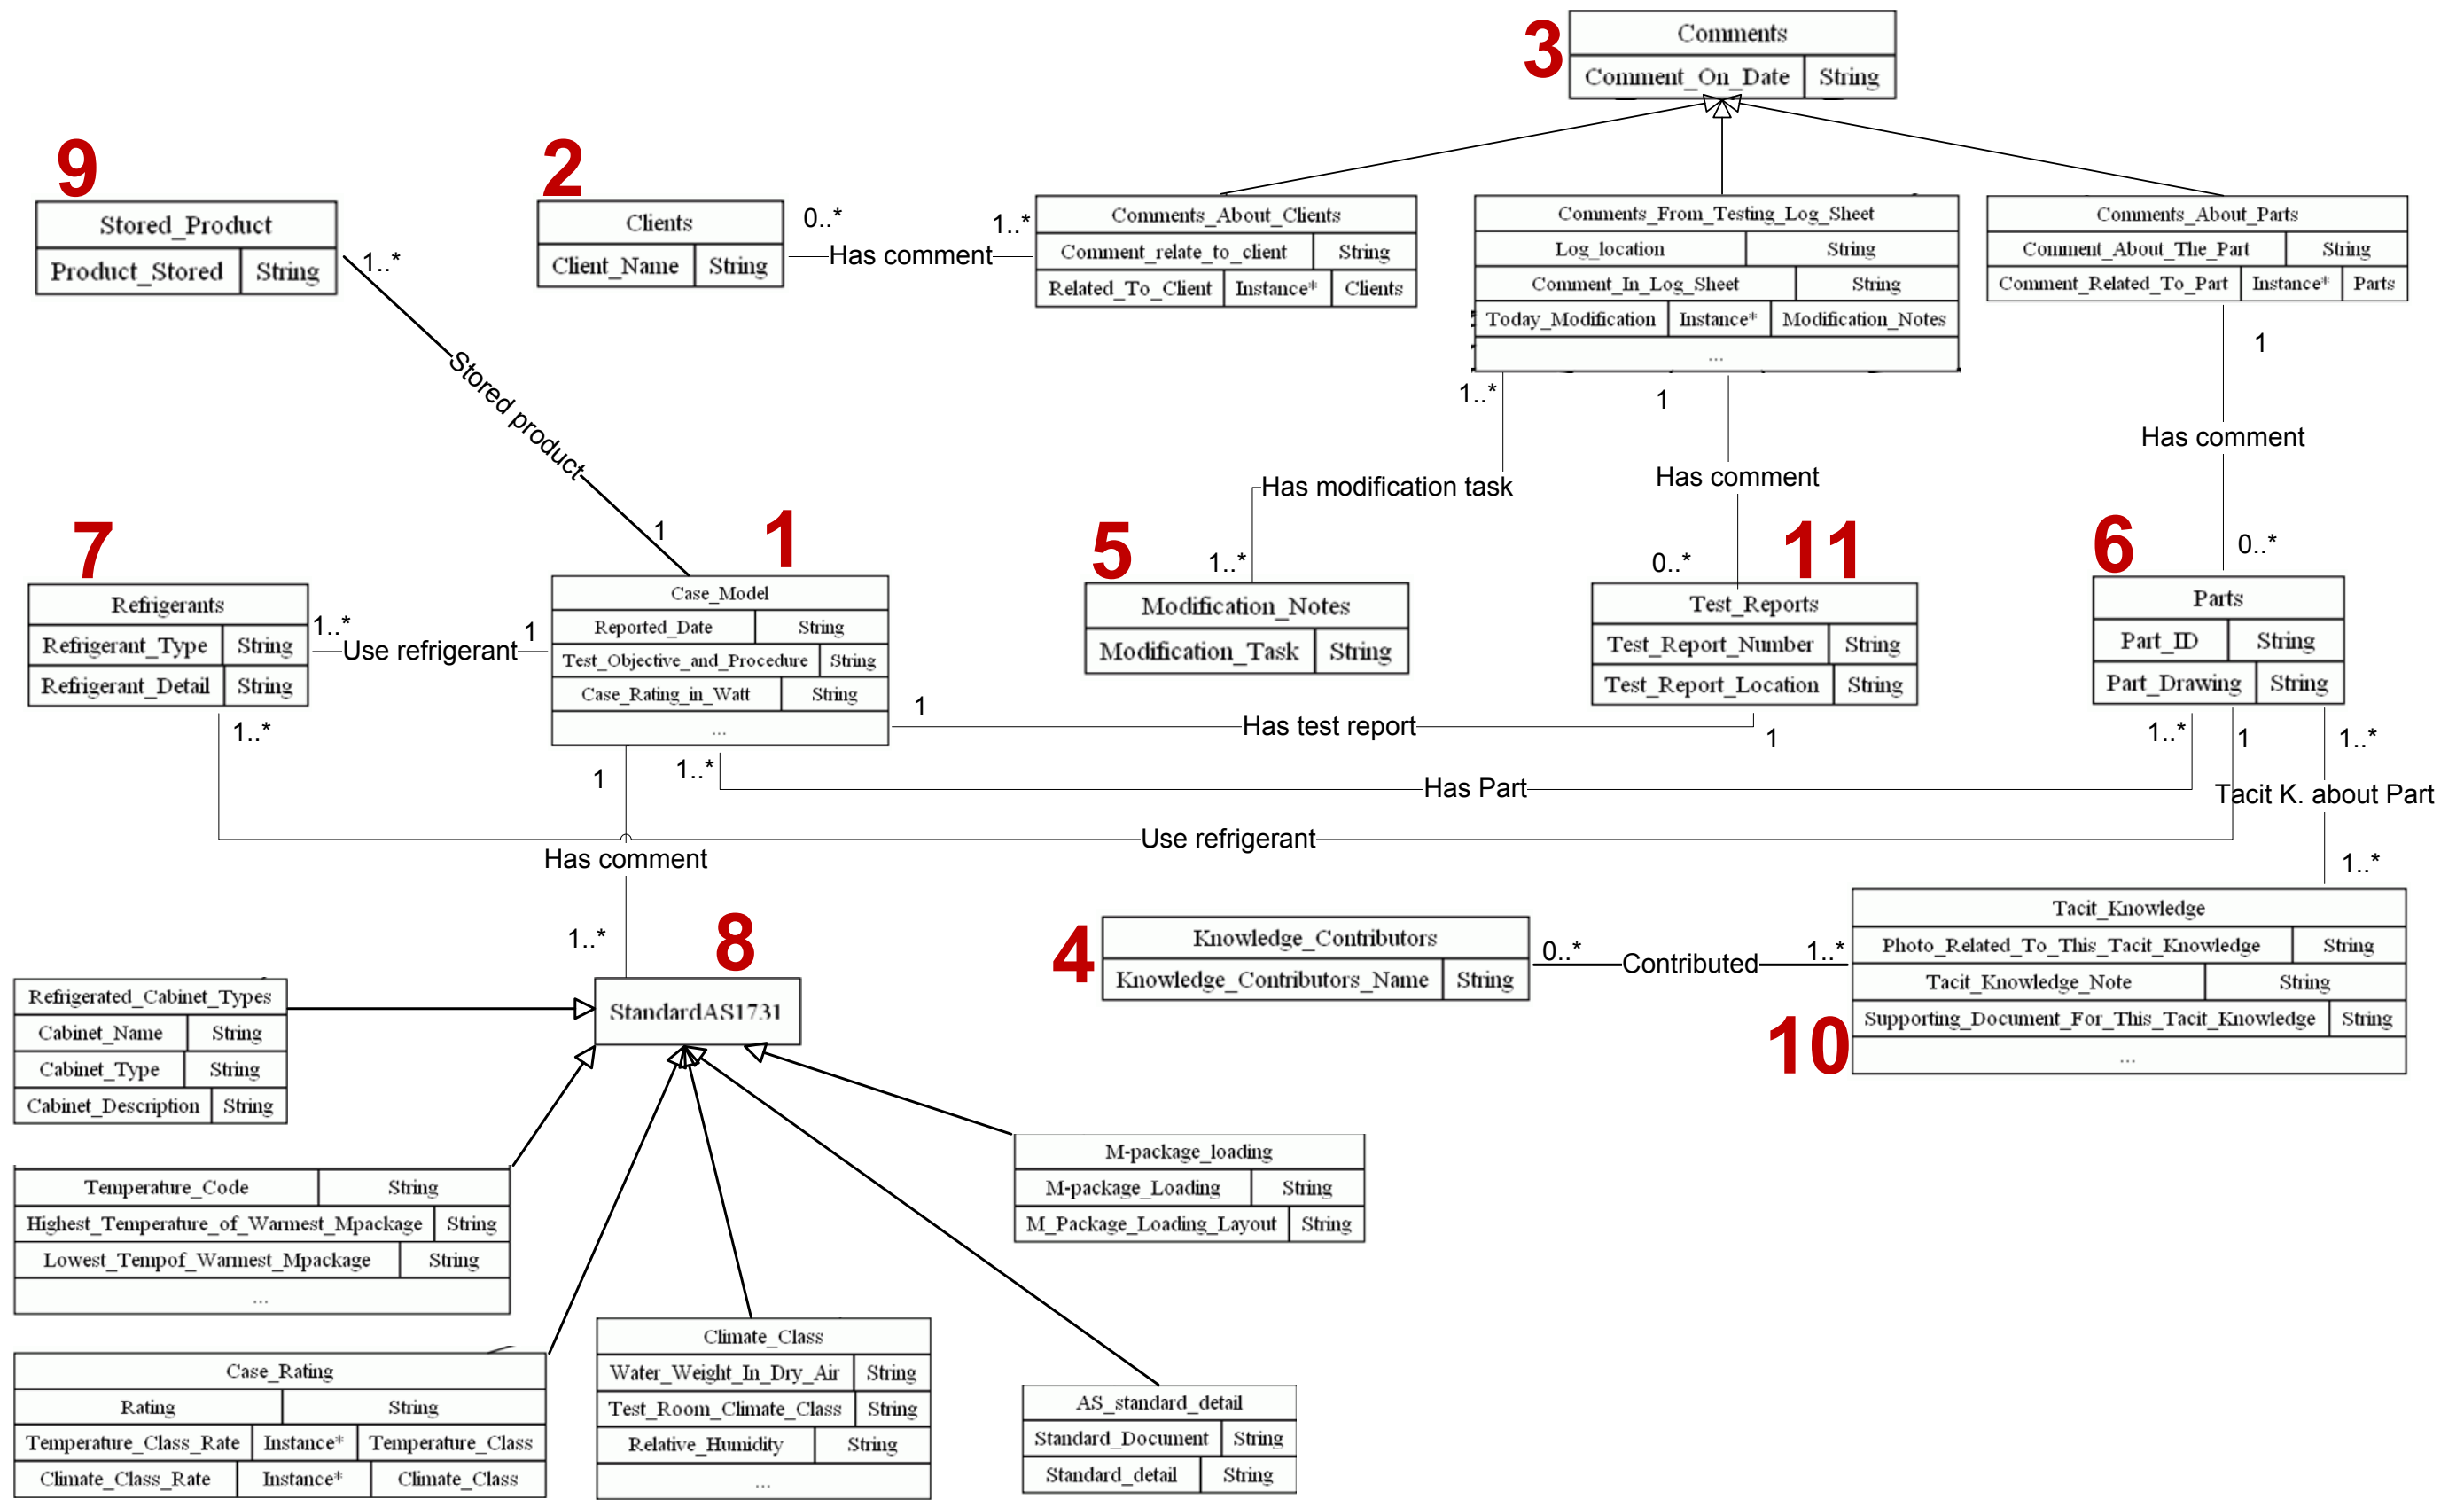 3
Comments
Comment_On_Date String
9
Stored_Product
Product_Stored String
2
Clients
Client_Name String
0..*
Has comment
1..*
Comments_About_Clients
Comment_relate_to_client String
Related_To_Client Instance* Clients
Comments_From_Testing_Log_Sheet
Log_location String
Comment_In_Log_Sheet String
Today_Modification Instance* Modification_Notes
...
Comments_About_Parts
Comment_About_The_Part String
Comment_Related_To_Part Instance* Parts
1..*
Stored product
1
1..*
Has modification task
1..*
1
Has comment
0..*
1
Has comment
0..*
7
Refrigerants
Refrigerant_Type String
Refrigerant_Detail String
1..*
Use refrigerant
1
1
Case_Model
Reported_Date String
Test_Objective_and_Procedure String
Case_Rating_in_Watt String
...
5
Modification_Notes
Modification_Task String
11
Test_Reports
Test_Report_Number String
Test_Report_Location String
6
Parts
Part_ID String
Part_Drawing String
1
Has test report
1
1..*
1..*
Has Part
1..*
1
Use refrigerant
1..*
Tacit K. about Part
1..*
1
Has comment
1..*
8
StandardAS1731
4
Knowledge_Contributors
Knowledge_Contributors_Name String
0..*
Contributed
1..*
10
Tacit_Knowledge
Photo_Related_To_This_Tacit_Knowledge String
Tacit_Knowledge_Note String
Supporting_Document_For_This_Tacit_Knowledge String
...
Refrigerated_Cabinet_Types
Cabinet_Name String
Cabinet_Type String
Cabinet_Description String
Temperature_Code String
Highest_Temperature_of_Warmest_Mpackage String
Lowest_Tempof_Warmest_Mpackage String
...
M-package_loading
M-package_Loading String
M_Package_Loading_Layout String
Case_Rating
Rating String
Temperature_Class_Rate Instance* Temperature_Class
Climate_Class_Rate Instance* Climate_Class
Climate_Class
Water_Weight_In_Dry_Air String
Test_Room_Climate_Class String
Relative_Humidity String
...
AS_standard_detail
Standard_Document String
Standard_detail String